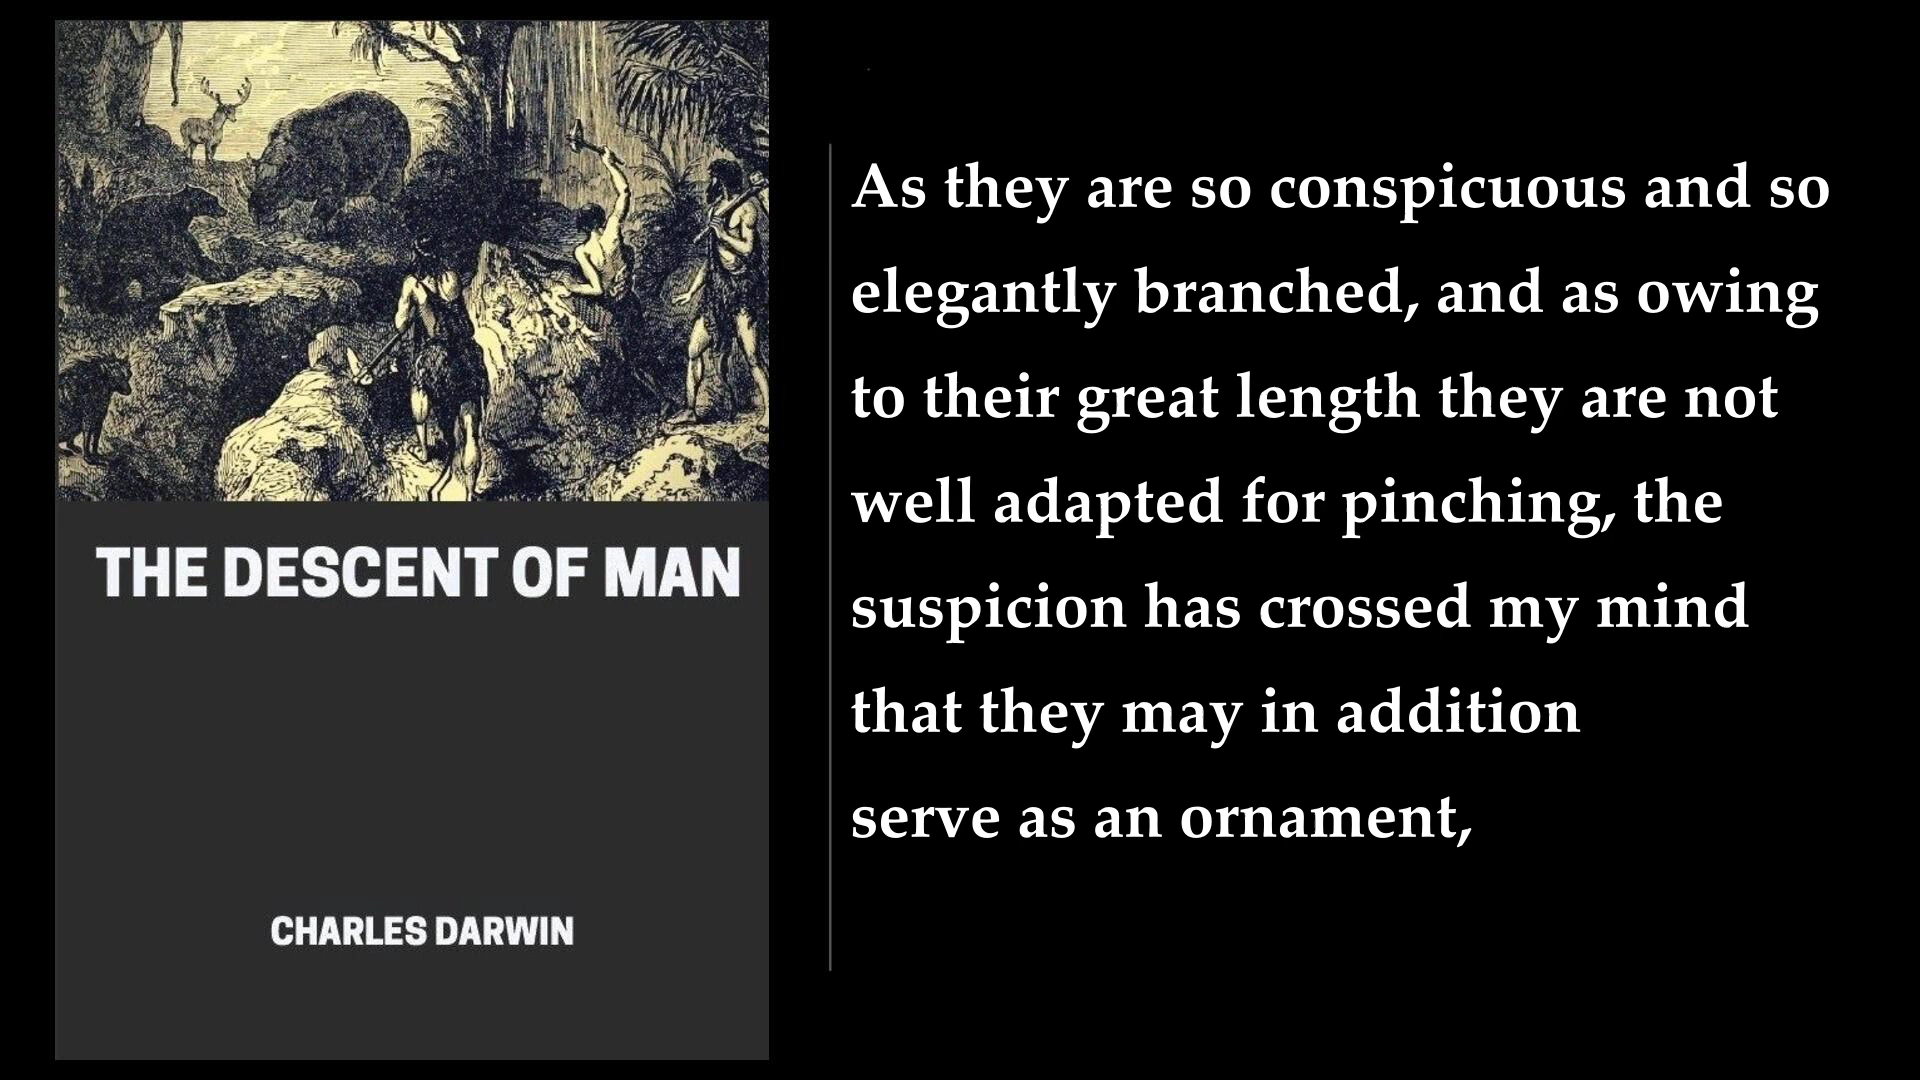 THE DESCENT OF MAN
CHARLES DARWIN
As they are so conspicuous and so
elegantly branched, and as owing
to their great length they are not
well adapted for pinching, the
suspicion has crossed my mind
that they may in addition
serve as an ornament,